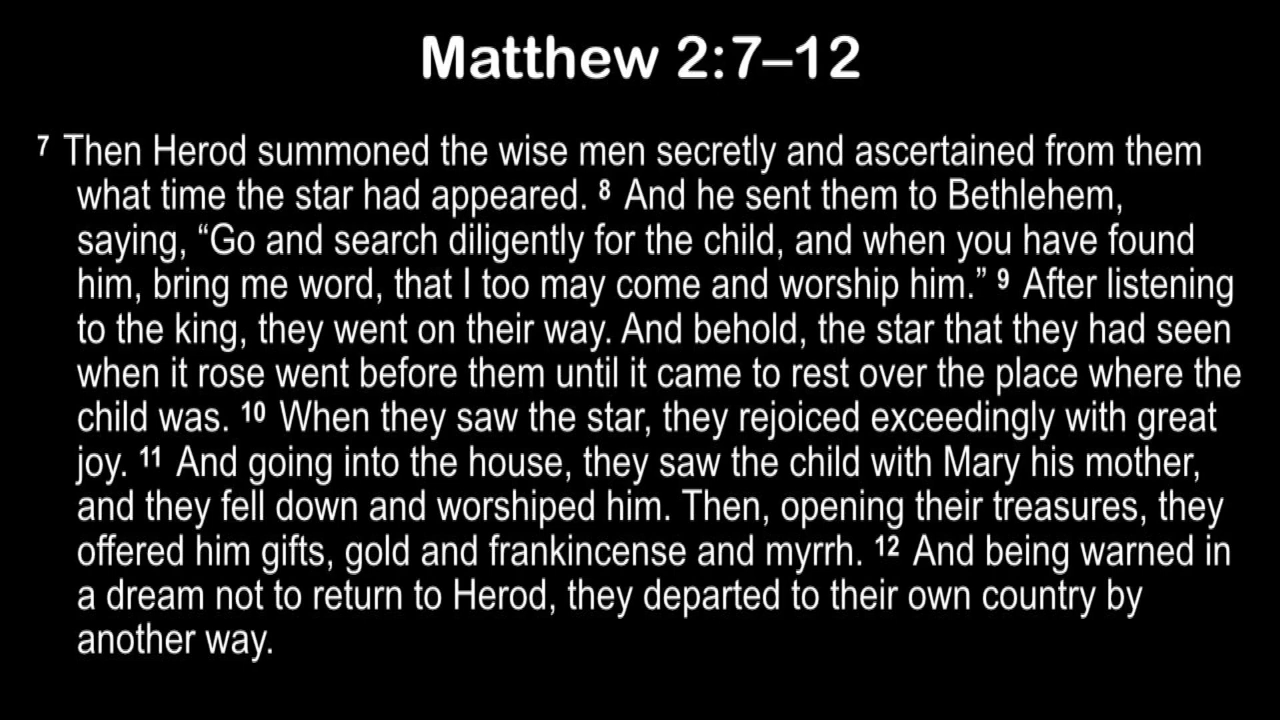 Matthew 2:7–12
7 Then Herod summoned the wise men secretly and ascertained from them
what time the star had appeared. 8 And he sent them to Bethlehem,
saying, “Go and search diligently for the child, and when you have found
him, bring me word, that I too may come and worship him.” 9 After listening
to the king, they went on their way. And behold, the star that they had seen
when it rose went before them until it came to rest over the place where the
child was. 10 When they saw the star, they rejoiced exceedingly with great
joy. 11 And going into the house, they saw the child with Mary his mother,
and they fell down and worshiped him. Then, opening their treasures, they
offered him gifts, gold and frankincense and myrrh. 12 And being warned in
a dream not to return to Herod, they departed to their own country by
another way.